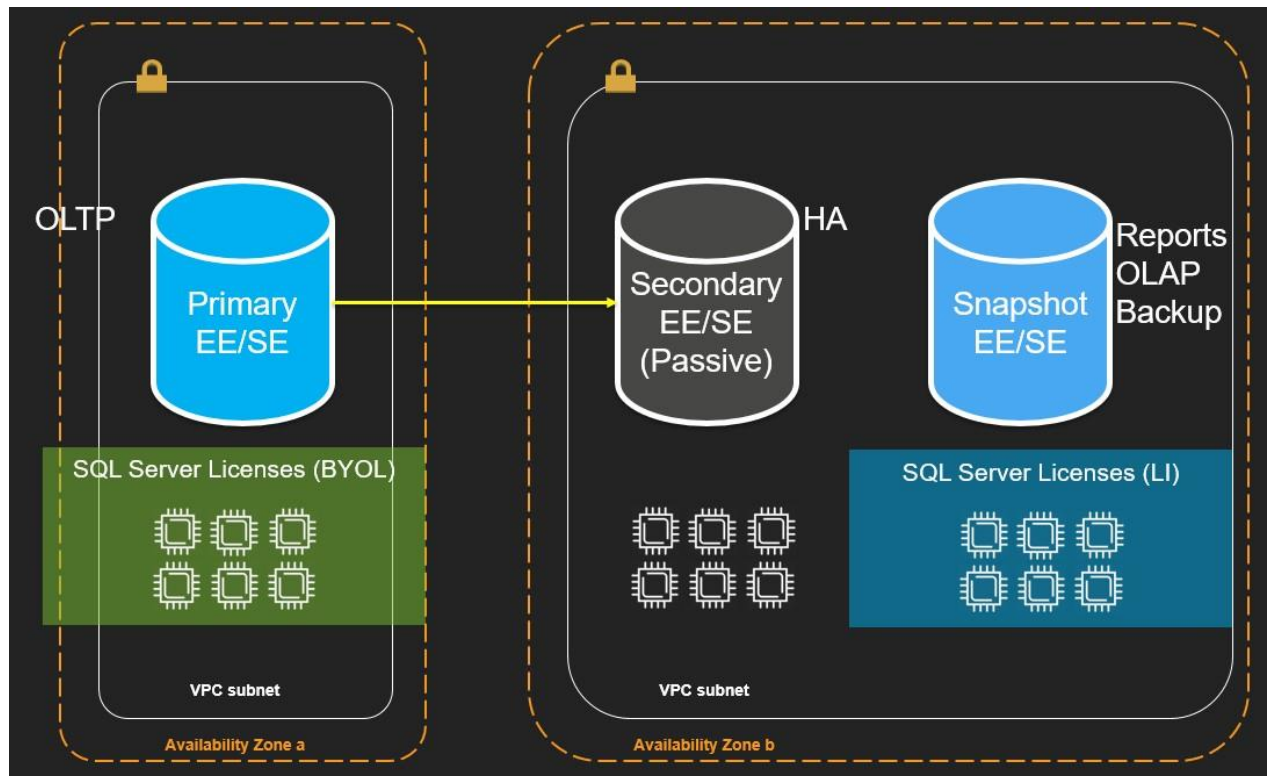 OLTP
Primary
EE/SE
SQL Server Licenses (BYOL)
VPC subnet
Availability Zone a
Secondary
EE/SE
(Passive)
HA
Snapshot
EE/SE
Reports
OLAP
Backup
SQL Server Licenses (LI)
VPC subnet
Availability Zone b